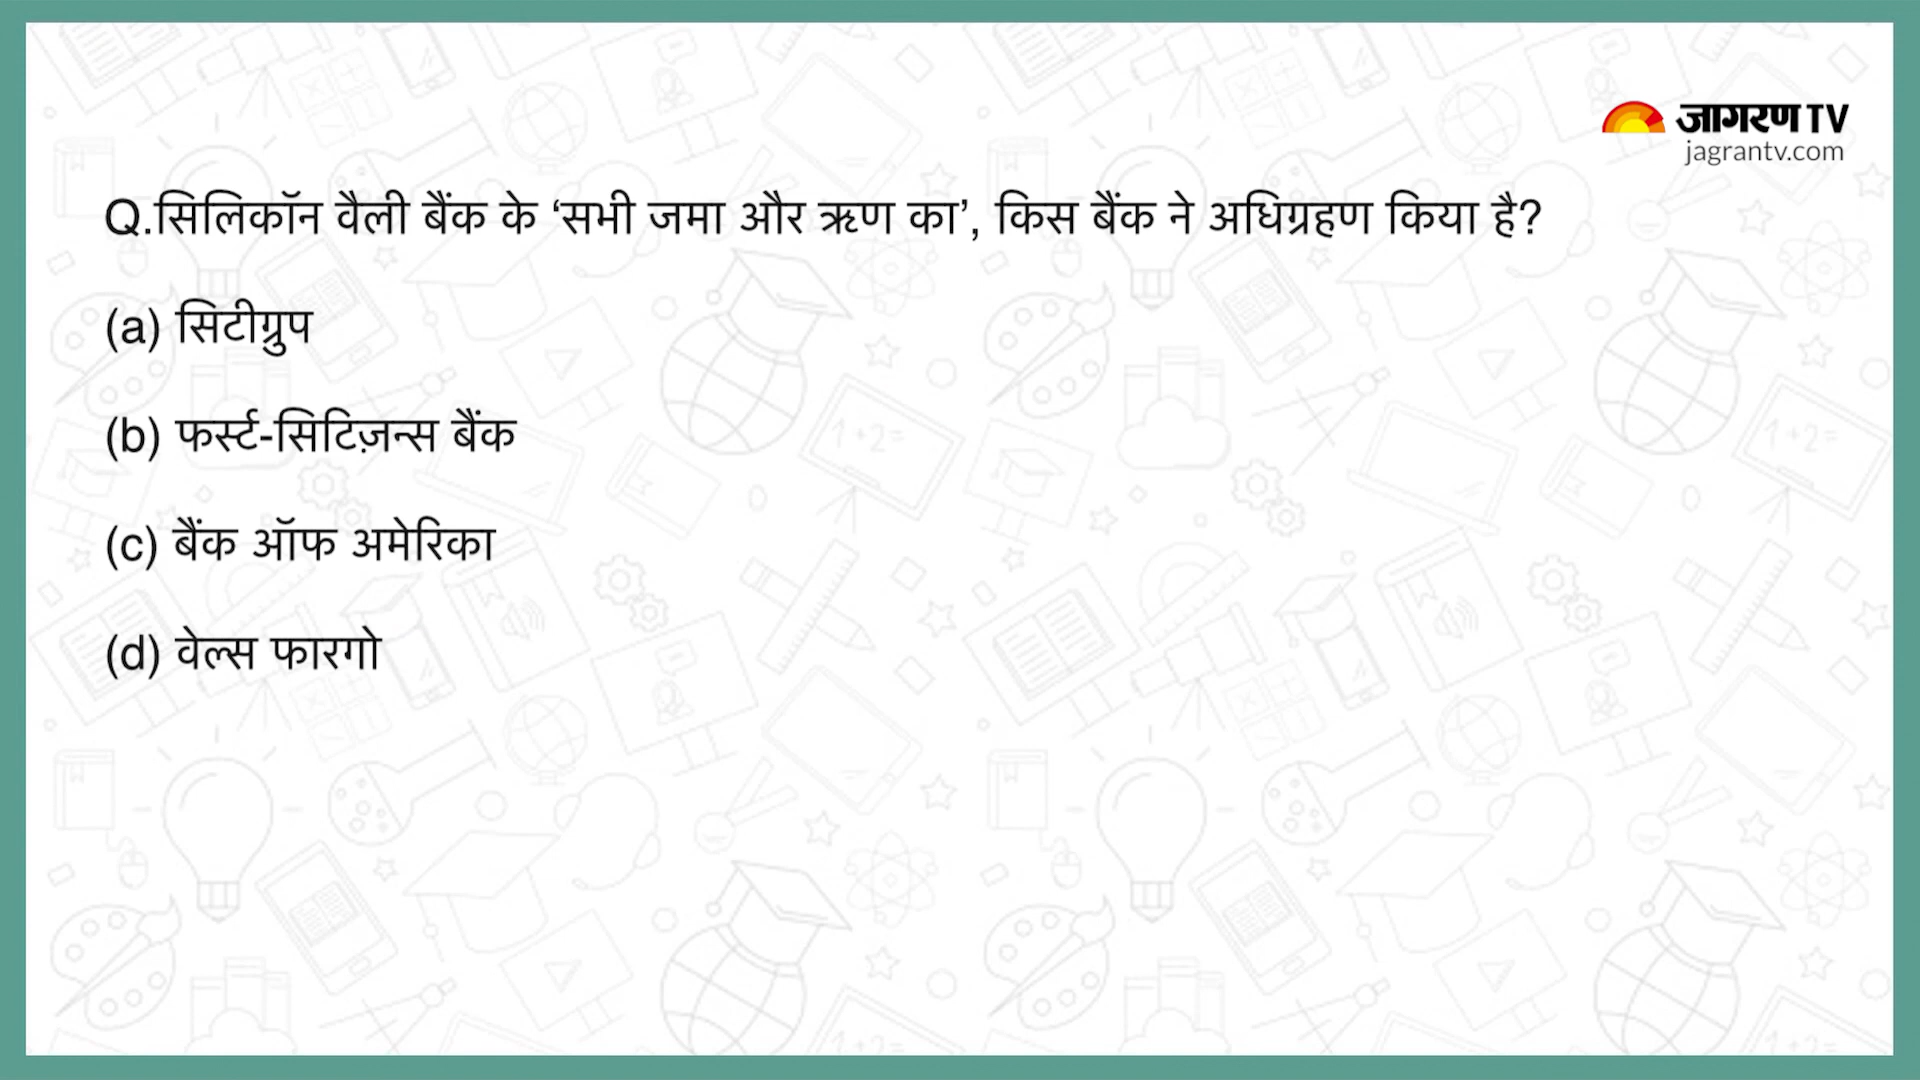 जागरण TV
jagrantv.com
Q.सिलिकॉन वैली बैंक के ‘सभी जमा और ऋण का’, किस बैंक ने अधिग्रहण किया है?
(a) सिटीग्रुप
(b) फर्स्ट-सिटिज़न्स बैंक
(c) बैंक ऑफ अमेरिका
(d) वेल्स फारगो